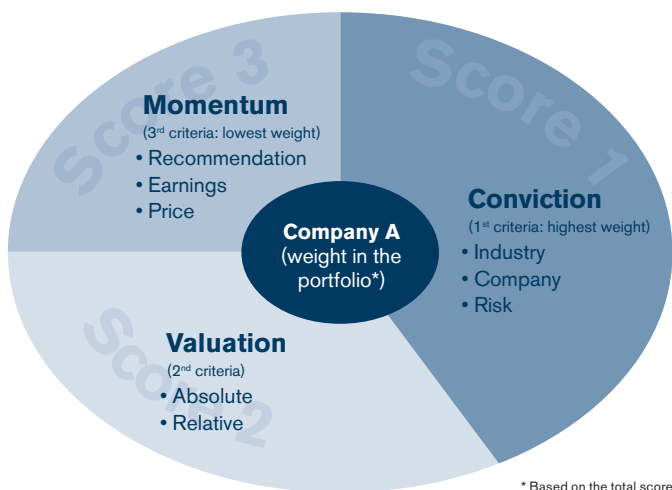 Score 3
Momentum
(3rd criteria: lowest weight)
• Recommendation
• Earnings
• Price
Score 1
Conviction
(1st criteria: highest weight)
• Industry
• Company
• Risk
Company A
(weight in the
portfolio*)
Score 2
Valuation
(2nd criteria)
• Absolute
• Relative
* Based on the total score